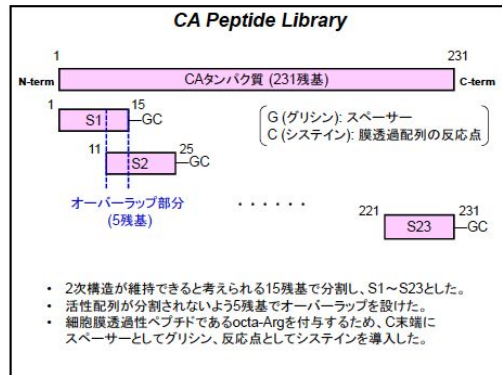 CA Peptide Library
1 231
N-term CAタンパク質 (231残基) C-term
1 15
S1 GC
G (グリシン): スペーサー
C (システイン): 膜透過配列の反応点
11 25
S2 GC
オーバーラップ部分
(5残基)
・・・・・・
221 231
S23 GC
・ 2次構造が維持できると考えられる15残基で分割し、S1～S23とした。
・ 活性配列が分割されないよう5残基でオーバーラップを設けた。
・ 細胞膜透過性ペプチドであるocta-Argを付与するため、C末端に
スペーサーとしてグリシン、反応点としてシステインを導入した。